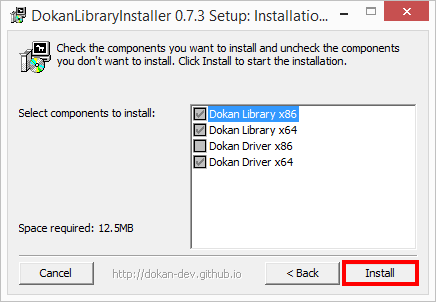 DokanLibraryInstaller 0.7.3 Setup: Installatio...
Check the components you want to install and uncheck the components
you don't want to install. Click Install to start the installation.
Select components to install:
Dokan Library x86
Dokan Library x64
Dokan Driver x86
Dokan Driver x64
Space required: 12.5MB
Cancel
http://dokan-dev.github.io
< Back
Install